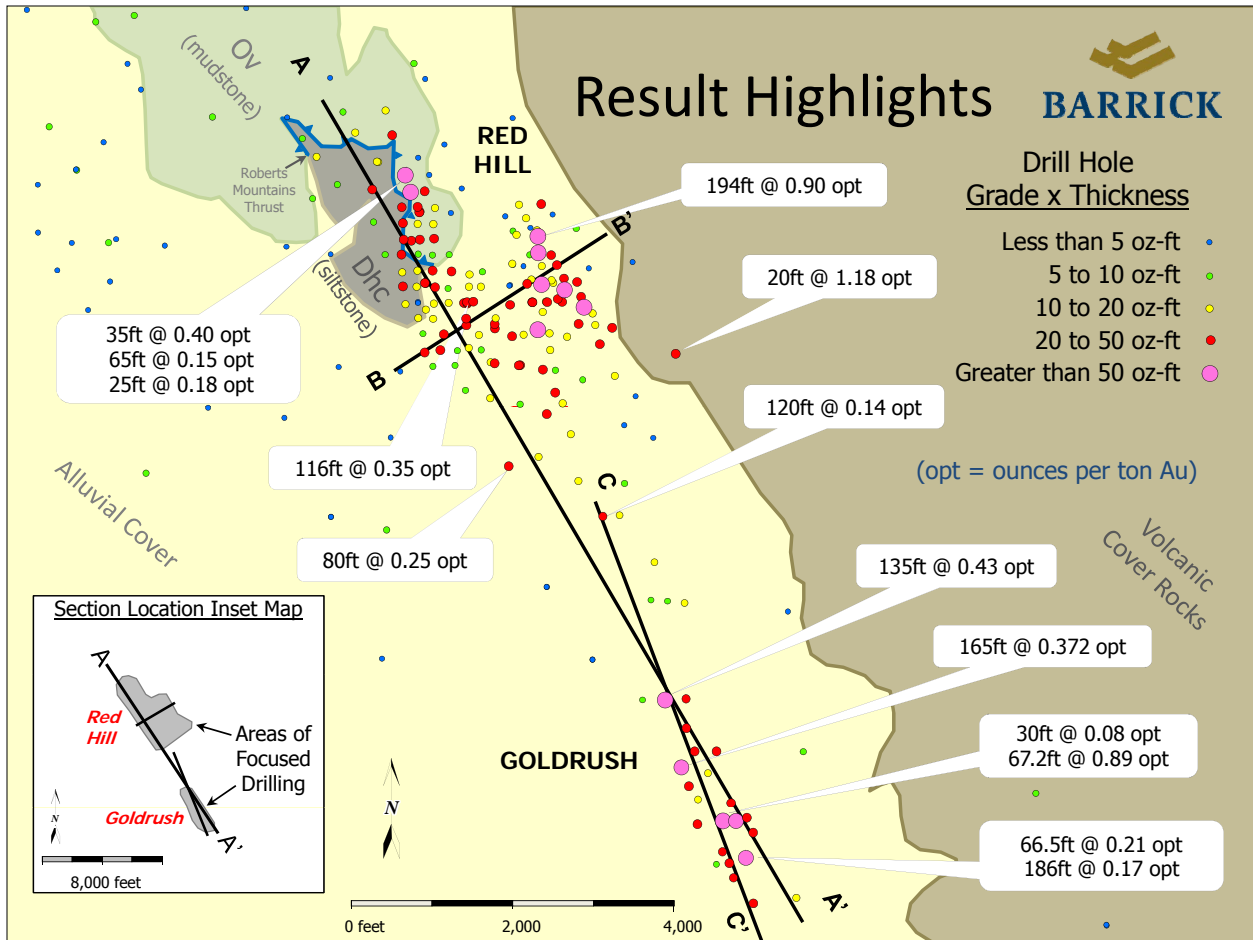 Result Highlights
BARRICK
Drill Hole
Grade x Thickness
Less than 5 oz-ft
5 to 10 oz-ft
10 to 20 oz-ft
20 to 50 oz-ft
Greater than 50 oz-ft
(opt = ounces per ton Au)
Ov
(mudstone)
A
RED
HILL
Roberts
Mountains
Thrust
194ft @ 0.90 opt
B'
20ft @ 1.18 opt
Dhc
(siltstone)
35ft @ 0.40 opt
65ft @ 0.15 opt
25ft @ 0.18 opt
B
120ft @ 0.14 opt
116ft @ 0.35 opt
Alluvial Cover
C
80ft @ 0.25 opt
Volcanic
Cover Rocks
135ft @ 0.43 opt
165ft @ 0.372 opt
GOLDRUSH
30ft @ 0.08 opt
67.2ft @ 0.89 opt
N
66.5ft @ 0.21 opt
186ft @ 0.17 opt
A'
C'
0 feet
2,000
4,000
Section Location Inset Map
A
Red
Hill
Areas of
Focused
Drilling
Goldrush
N
A'
8,000 feet